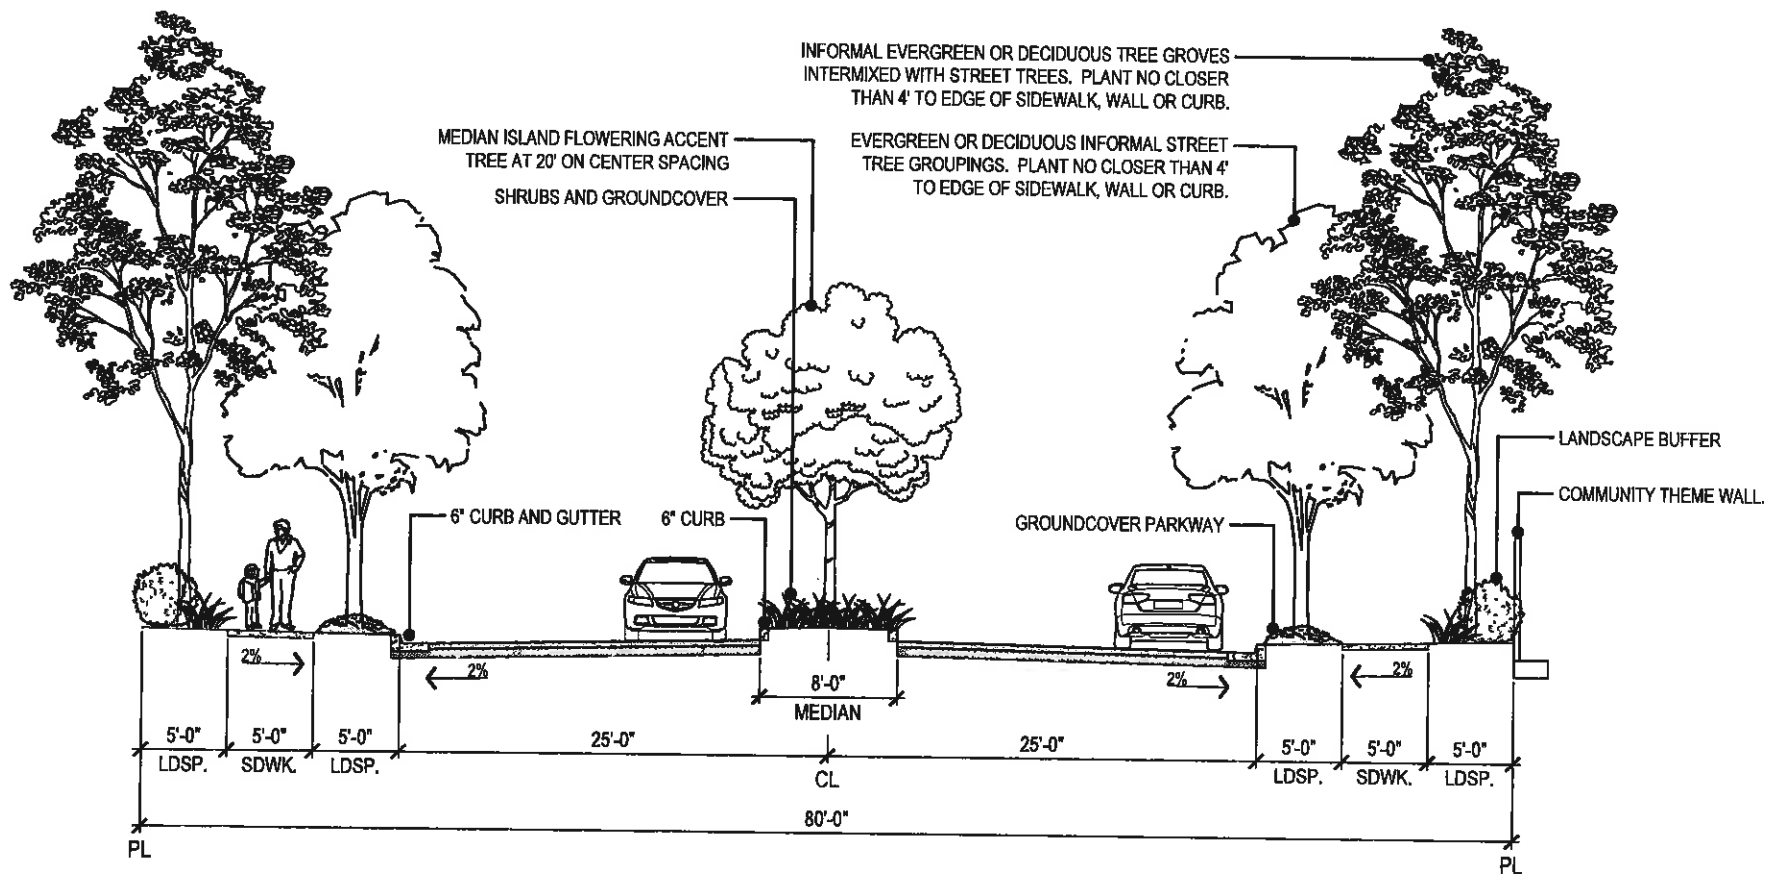 INFORMAL EVERGREEN OR DECIDUOUS TREE GROVES
INTERMIXED WITH STREET TREES. PLANT NO CLOSER
THAN 4' TO EDGE OF SIDEWALK, WALL OR CURB.
MEDIAN ISLAND FLOWERING ACCENT
TREE AT 20' ON CENTER SPACING
EVERGREEN OR DECIDUOUS INFORMAL STREET
TREE GROUPINGS. PLANT NO CLOSER THAN 4'
TO EDGE OF SIDEWALK, WALL OR CURB.
SHRUBS AND GROUNDCOVER
LANDSCAPE BUFFER
COMMUNITY THEME WALL.
6" CURB AND GUTTER
6" CURB
GROUNDCOVER PARKWAY
2%
2%
2%
2%
8'-0"
MEDIAN
5'-0"
LDSP.
5'-0"
SDWK.
5'-0"
LDSP.
25'-0"
CL
25'-0"
5'-0"
LDSP.
5'-0"
SDWK.
5'-0"
LDSP.
80'-0"
PL
PL